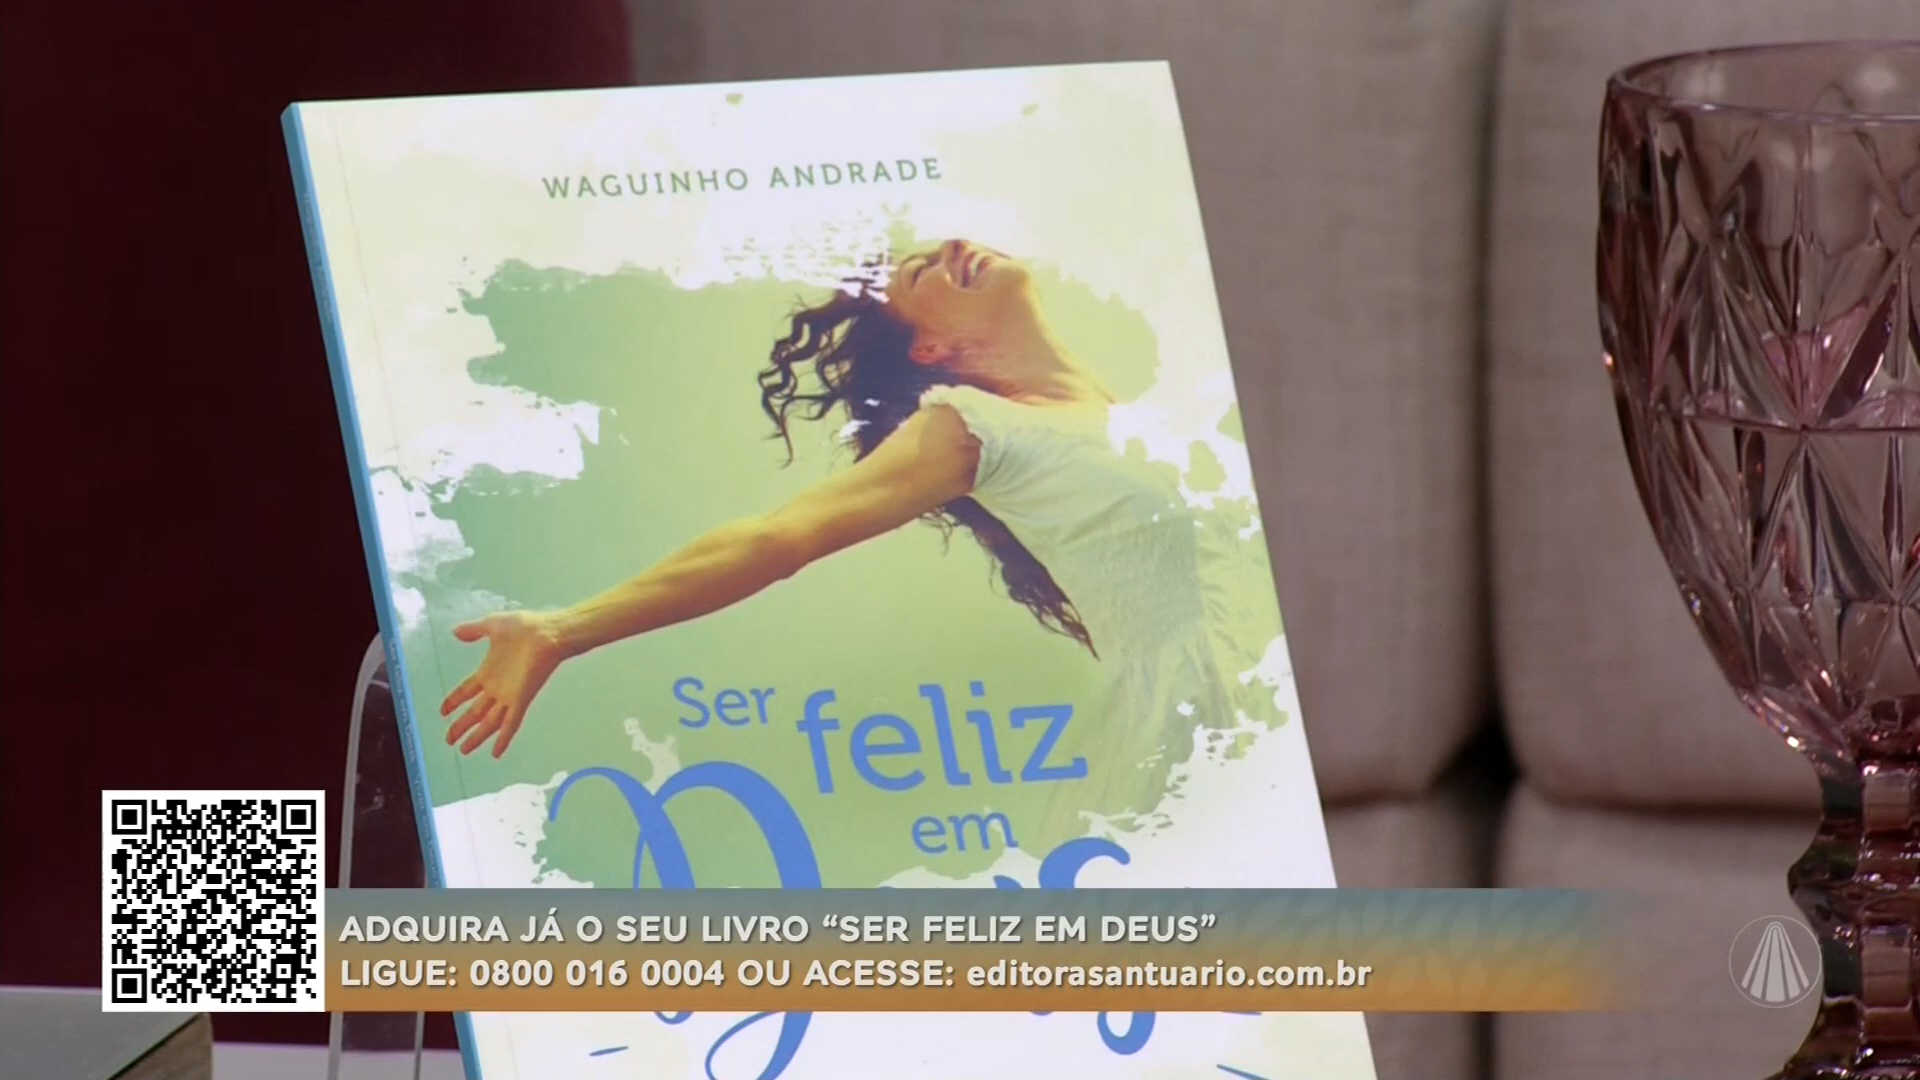 WAGUINHO ANDRADE
Ser feliz
em
ADQUIRA JÁ O SEU LIVRO “SER FELIZ EM DEUS”
LIGUE: 0800 016 0004 OU ACESSE: editorasantuario.com.br